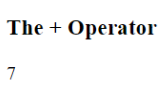 The + Operator
7